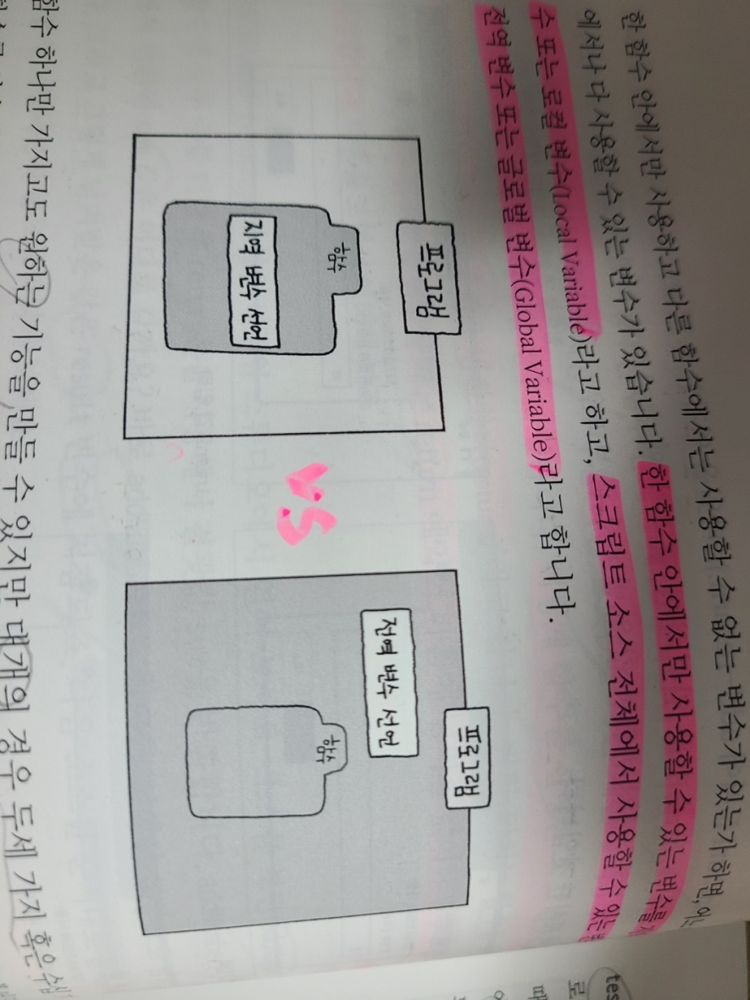 한 함수 안에서만 사용하고 다른 함수에서는 사용할 수 없는 변수가 있는가 하면,
에서나 다 사용할 수 있는 변수가 있습니다. 한 함수 안에서만 사용할 수 있는 변수를
수 또는 로컬 변수(Local Variable)라고 하고, 스크립트 소스 전체에서 사용할 수 있는
전역 변수 또는 글로벌 변수(Global Variable)라고 합니다.
프로그램
함수
지역 변수 선언
VS
프로그램
전역 변수 선언
함수
함수 하나만 가지고도 원하는 기능을 만들 수 있지만 대개의 경우 두세 가지 혹은
tes
로